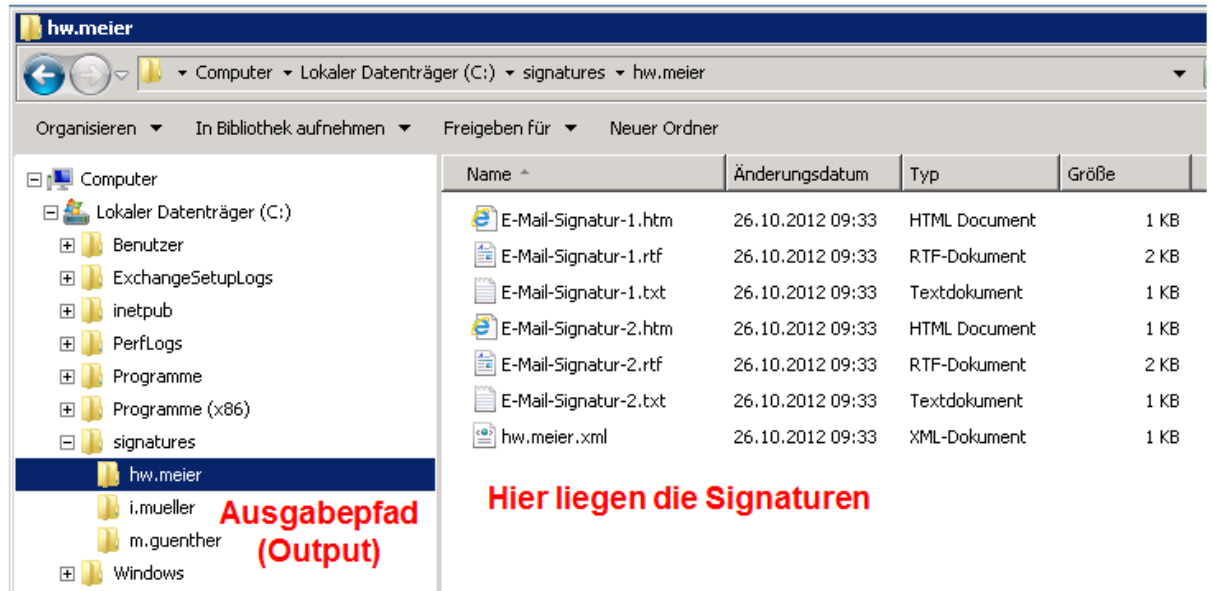 hw.meier
Computer Lokaler Datenträger (C:) signatures hw.meier
Organisieren In Bibliothek aufnehmen Freigeben für Neuer Ordner
Computer
Lokaler Datenträger (C:)
Benutzer
ExchangeSetupLogs
inetpub
PerfLogs
Programme
Programme (x86)
signatures
hw.meier
i.mueller
m.guenther
Windows
Ausgabepfad
(Output)
Name Änderungsdatum Typ Größe
E-Mail-Signatur-1.htm 26.10.2012 09:33 HTML Document 1 KB
E-Mail-Signatur-1.rtf 26.10.2012 09:33 RTF-Dokument 2 KB
E-Mail-Signatur-1.txt 26.10.2012 09:33 Textdokument 1 KB
E-Mail-Signatur-2.htm 26.10.2012 09:33 HTML Document 1 KB
E-Mail-Signatur-2.rtf 26.10.2012 09:33 RTF-Dokument 2 KB
E-Mail-Signatur-2.txt 26.10.2012 09:33 Textdokument 1 KB
hw.meier.xml 26.10.2012 09:33 XML-Dokument 1 KB
Hier liegen die Signaturen